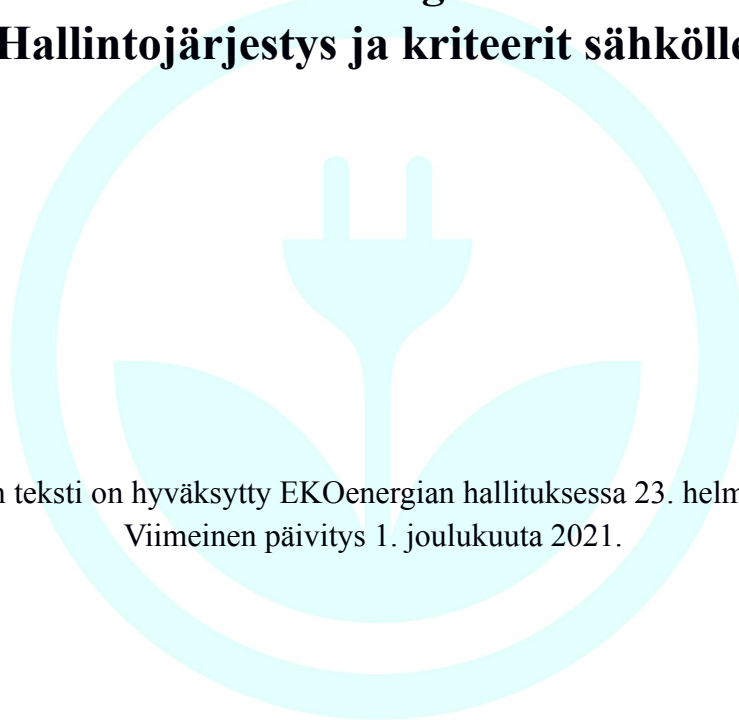 Hallintojärjestys ja kriteerit sähkölle
teksti on hyväksytty EKOenergian hallituksessa 23.
Viimeinen päivitys 1. joulukuuta 2021.